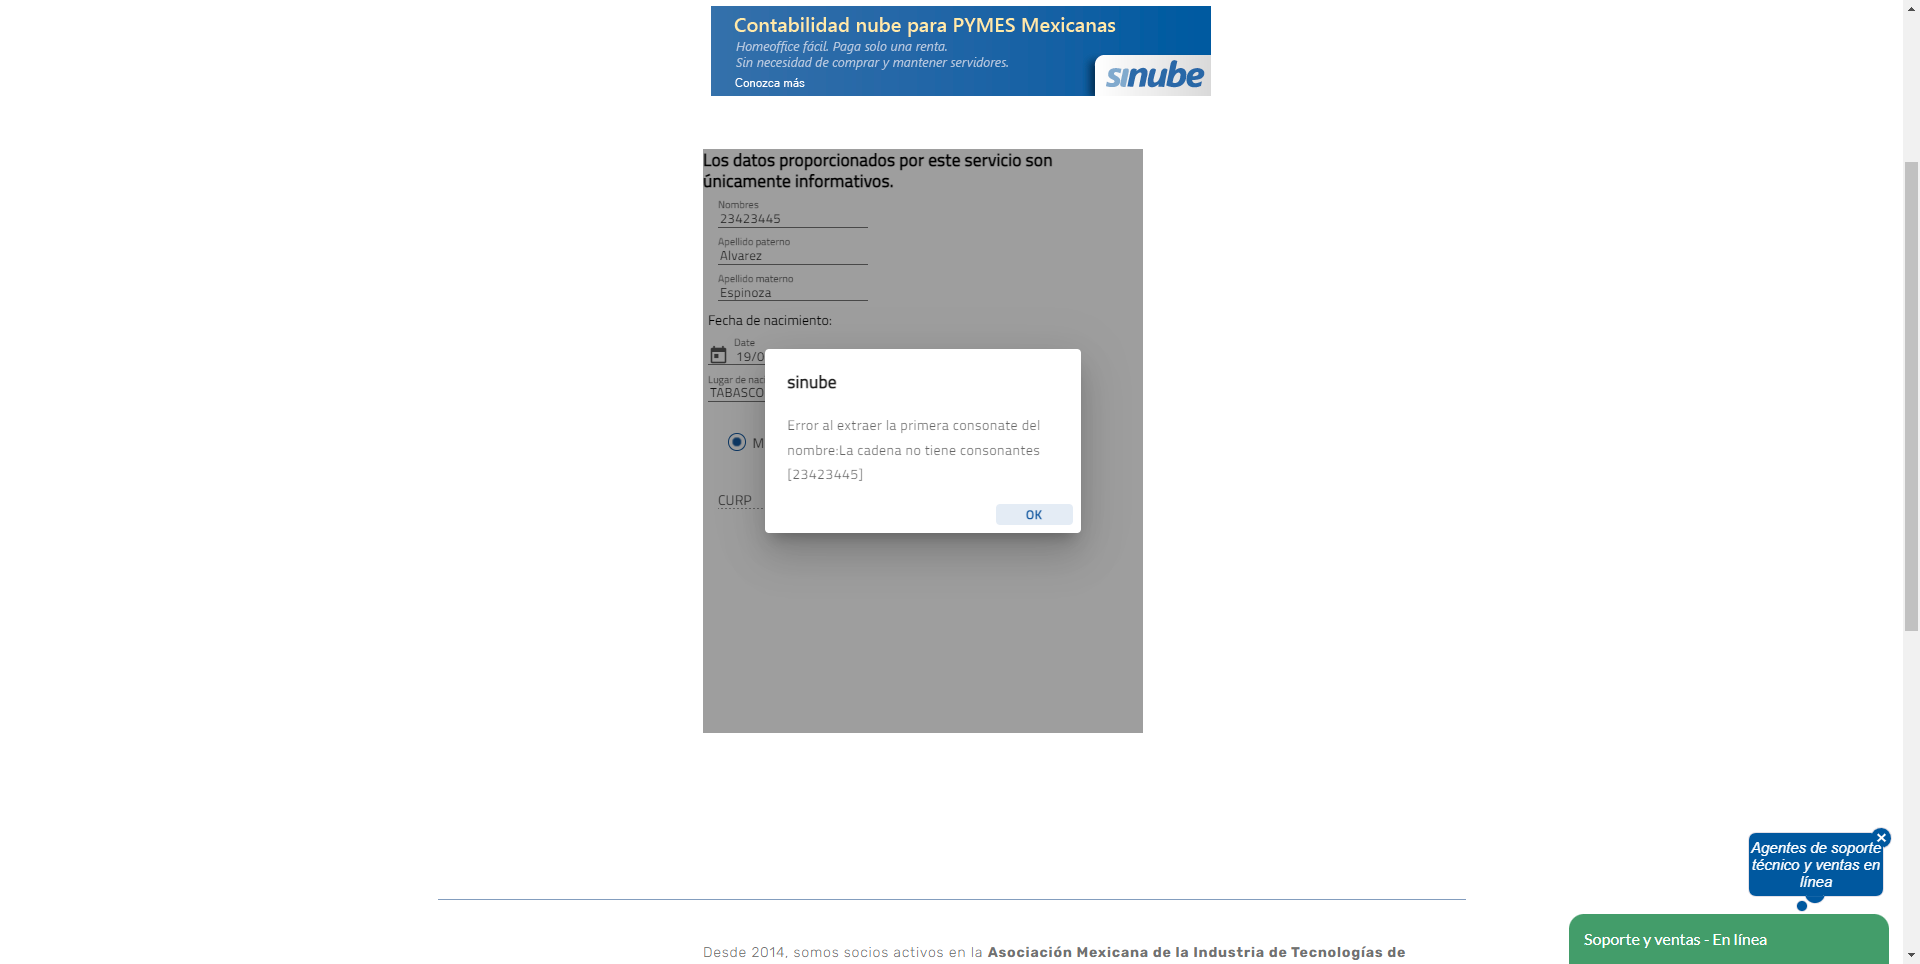 Contabilidad nube para PYMES Mexicanas
Homeoffice fácil. Paga solo una renta.
Sin necesidad de comprar y mantener servidores.
Conozca más
sinube
Los datos proporcionados por este servicio son
únicamente informativos.
Nombres
23423445
Apellido paterno
Alvarez
Apellido materno
Espinoza
Fecha de nacimiento:
Date
19/0
Lugar de naci
TABASCO
M
CURP
sinube
Error al extraer la primera consonate del
nombre:La cadena no tiene consonantes
[23423445]
OK
Agentes de soporte
técnico y ventas en
línea
Soporte y ventas - En línea
Desde 2014, somos socios activos en la Asociación Mexicana de la Industria de Tecnologías de